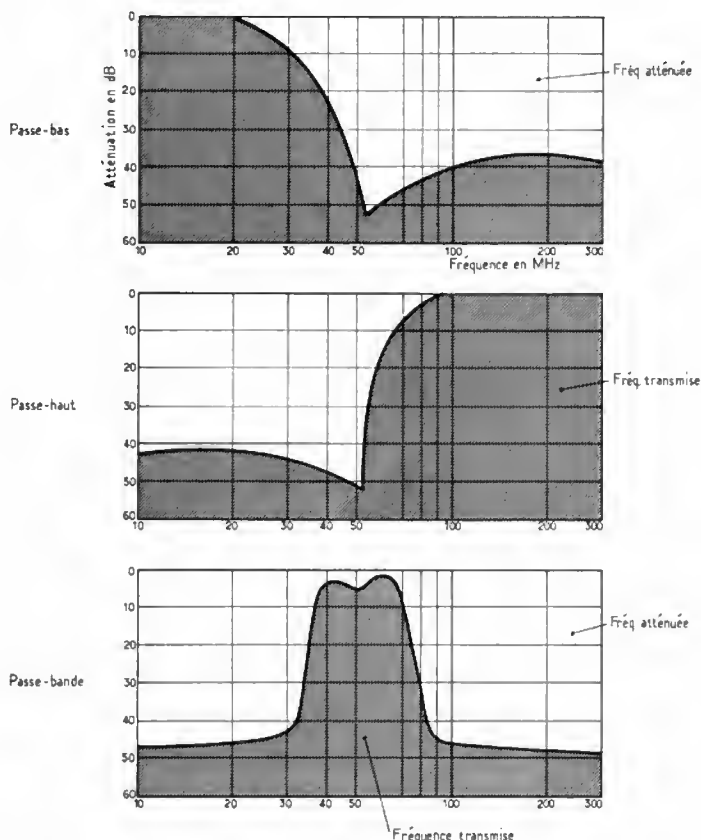 Passe-bas
Atténuation en dB
0
10
20
30
40
50
60
10 20 30 40 50 100 200 300
Fréquence en MHz
Fréq atténuée
Passe-haut
0
10
20
30
40
50
60
10 20 30 40 50 100 200 300
Fréq. transmise
Passe-bande
0
10
20
30
40
50
60
10 20 30 40 50 100 200 300
Fréq atténuée
Fréquence transmise